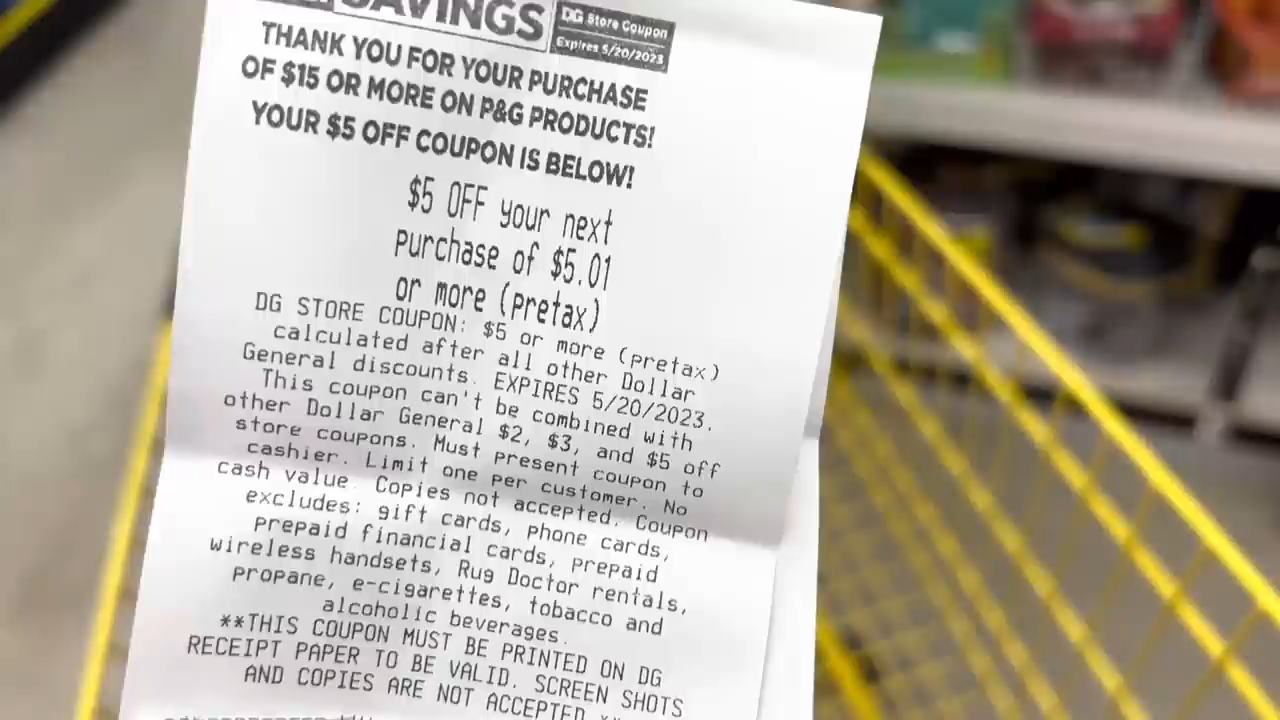 SAVINGS
DG Store Coupon
Expires 5/20/2023
THANK YOU FOR YOUR PURCHASE
OF $15 OR MORE ON P&G PRODUCTS!
YOUR $5 OFF COUPON IS BELOW!
$5 OFF your next
purchase of $5.01
or more (pretax)
DG STORE COUPON: $5 or more (pretax)
calculated after all other Dollar
General discounts. EXPIRES 5/20/2023.
This coupon can't be combined with
other Dollar General $2, $3, and $5 off
store coupons. Must present coupon to
cashier. Limit one per customer. No
cash value. Copies not accepted. Coupon
excludes: gift cards, phone cards,
prepaid financial cards, prepaid
wireless handsets, Rug Doctor rentals,
propane, e-cigarettes, tobacco and
alcoholic beverages.
**THIS COUPON MUST BE PRINTED ON DG
RECEIPT PAPER TO BE VALID. SCREEN SHOTS
AND COPIES ARE NOT ACCEPTED.**